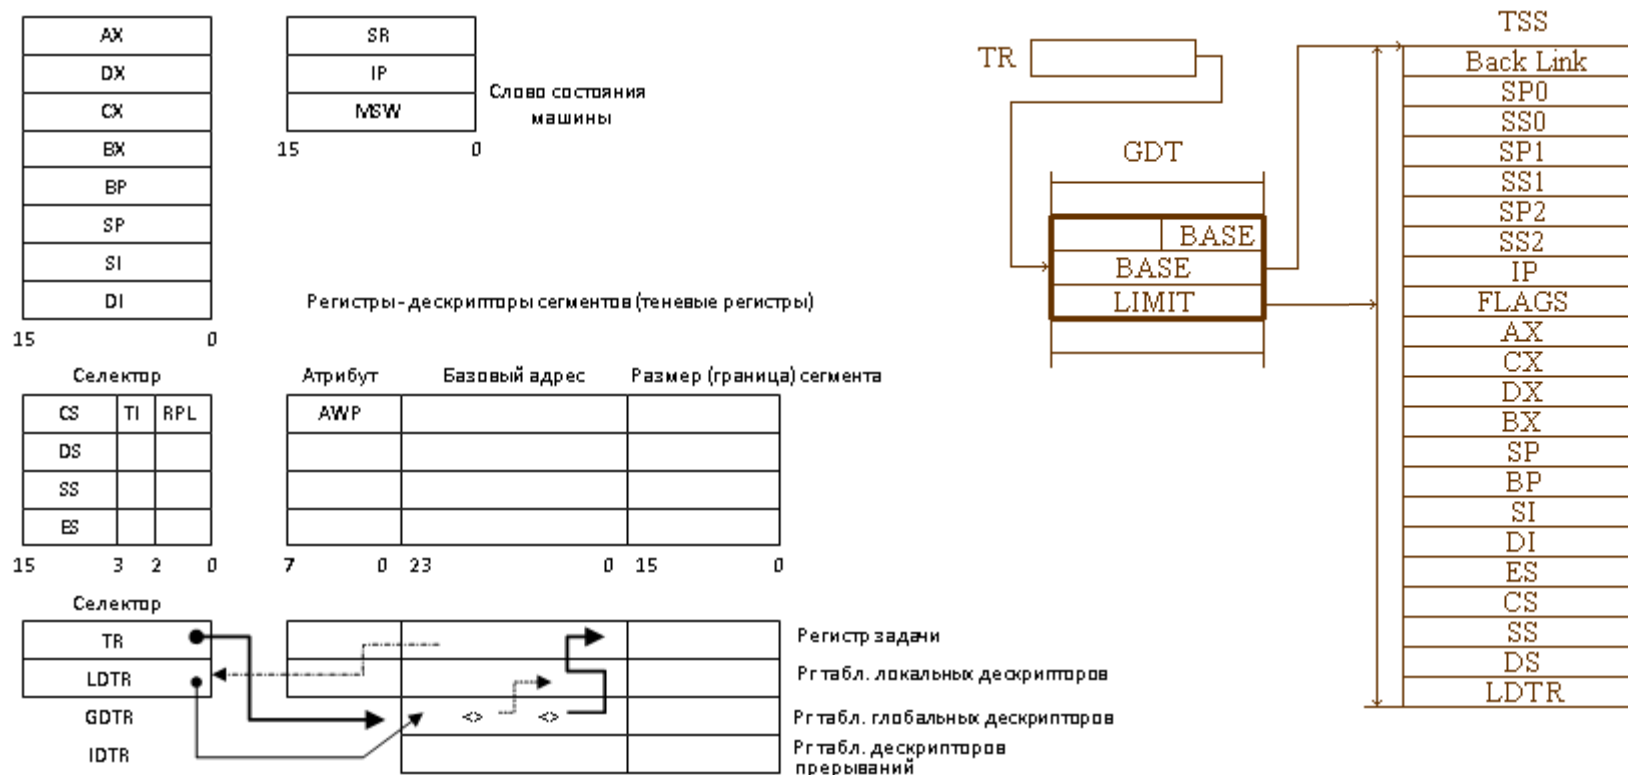 AX
DX
CX
BX
BP
SP
SI
DI
15 0
SR
IP
MSW
15 0
Слово состояния
машины
Регистры-дескрипторы сегментов (теневые регистры)
Селектор
CS TI RPL
DS
SS
ES
15 3 2 0
Атрибут Базовый адрес Размер (граница) сегмента
AWP
7 0 23 0 15 0
Селектор
TR
LDTR
GDTR
IDTR
<> <>
Регистр задачи
Рг табл. локальных дескрипторов
Рг табл. глобальных дескрипторов
Рг табл. дескрипторов
прерываний
TR
GDT
BASE
BASE
LIMIT
TSS
Back Link
SP0
SS0
SP1
SS1
SP2
SS2
IP
FLAGS
AX
CX
DX
BX
SP
BP
SI
DI
ES
CS
SS
DS
LDTR